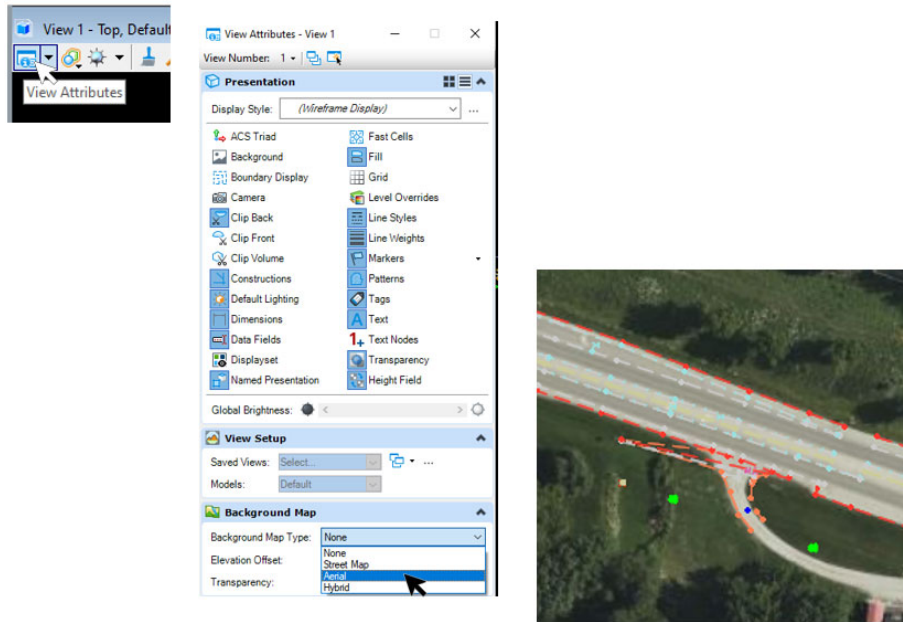 View 1 - Top, Default
View Attributes
View Attributes - View 1
View Number: 1
Presentation
Display Style: (Wireframe Display) ...
ACS Triad Fast Cells
Background Fill
Boundary Display Grid
Camera Level Overrides
Clip Back Line Styles
Clip Front Line Weights
Clip Volume Markers
Constructions Patterns
Default Lighting Tags
Dimensions Text
Data Fields Text Nodes
Displayset Transparency
Named Presentation Height Field
Global Brightness:
View Setup
Saved Views: Select... ...
Models: Default
Background Map
Background Map Type: None
None
Elevation Offset: Street Map
Transparency: Aerial
Hybrid